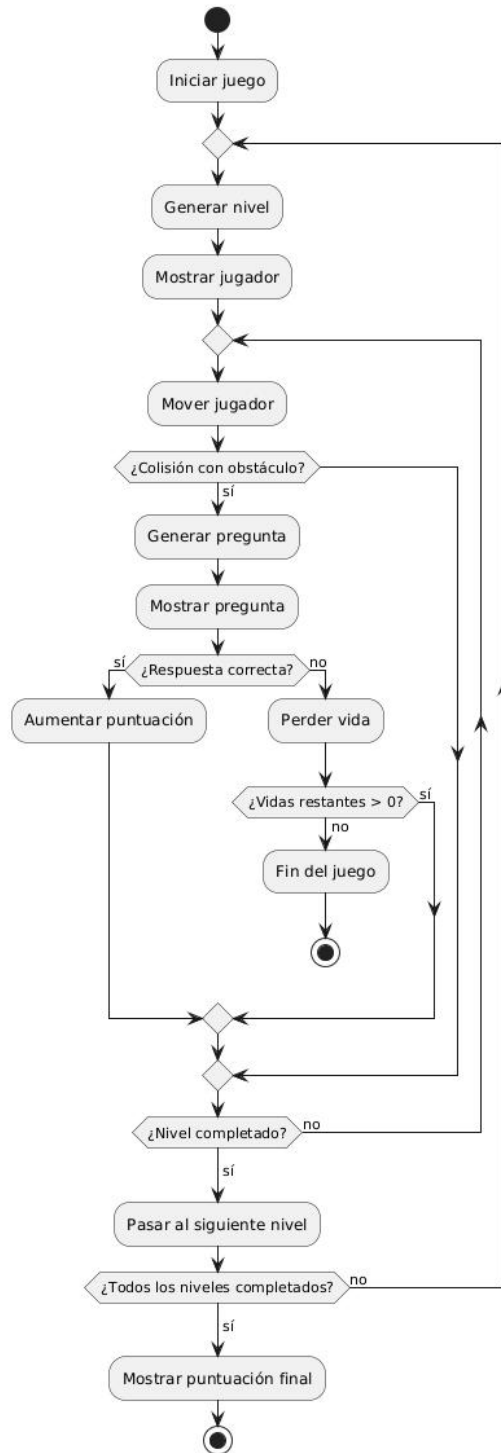 Iniciar juego
Generar nivel
Mostrar jugador
Mover jugador
¿Colisión con obstáculo?
sí
Generar pregunta
Mostrar pregunta
sí
¿Respuesta correcta?
no
Aumentar puntuación
Perder vida
¿Vidas restantes > 0?
sí
no
Fin del juego
¿Nivel completado?
no
sí
Pasar al siguiente nivel
¿Todos los niveles completados?
no
sí
Mostrar puntuación final